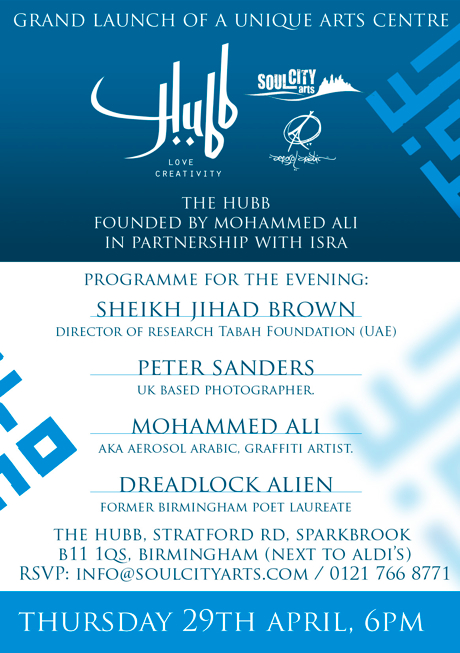 GRAND LAUNCH OF A UNIQUE ARTS CENTRE
Hubb
LOVE
CREATIVITY
SOUL CITY
arts
aerosol arabic
THE HUBB
FOUNDED BY MOHAMMED ALI
IN PARTNERSHIP WITH ISRA
PROGRAMME FOR THE EVENING:
SHEIKH JIHAD BROWN
DIRECTOR OF RESEARCH TABAH FOUNDATION (UAE)
PETER SANDERS
UK BASED PHOTOGRAPHER.
MOHAMMED ALI
AKA AEROSOL ARABIC, GRAFFITI ARTIST.
DREADLOCK ALIEN
FORMER BIRMINGHAM POET LAUREATE
THE HUBB, STRATFORD RD, SPARKBROOK
B11 1QS, BIRMINGHAM (NEXT TO ALDI'S)
RSVP: INFO@SOULCITYARTS.COM / 0121 766 8771
THURSDAY 29TH APRIL, 6PM